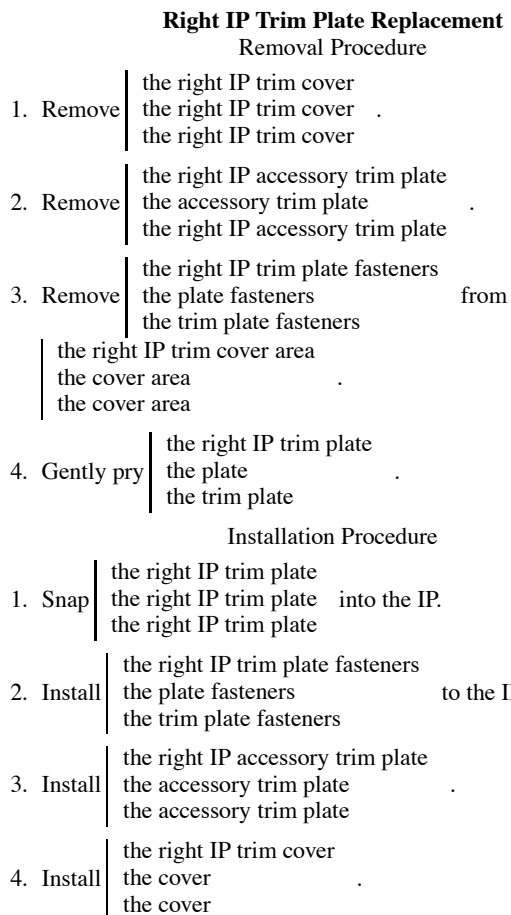 Right IP Trim Plate Replacement
Removal Procedure
the right IP trim cover
1. Remove the right IP trim cover .
the right IP trim cover
the right IP accessory trim plate
2. Remove the accessory trim plate .
the right IP accessory trim plate
the right IP trim plate fasteners
3. Remove the plate fasteners from
the trim plate fasteners
the right IP trim cover area
the cover area .
the cover area
the right IP trim plate
4. Gently pry the plate .
the trim plate
Installation Procedure
the right IP trim plate
1. Snap the right IP trim plate into the IP.
the right IP trim plate
the right IP trim plate fasteners
2. Install the plate fasteners to the
the trim plate fasteners
the right IP accessory trim plate
3. Install the accessory trim plate .
the accessory trim plate
the right IP trim cover
4. Install the cover .
the cover